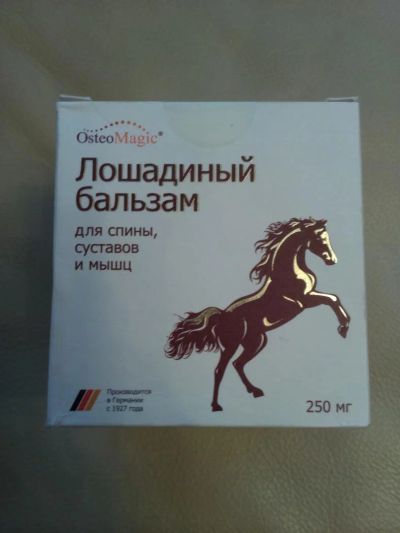 OsteoMagic®
Лошадиный
бальзам
для спины,
суставов
и мышц
Производится
в Германии
с 1927 года
250 мг